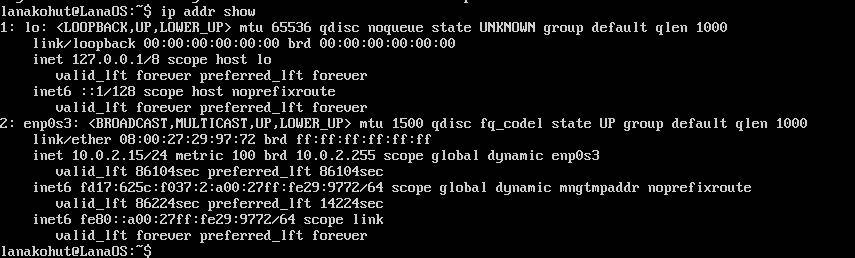 lanakohut@LanaOS:~$ ip addr show
1: lo: <LOOPBACK,UP,LOWER_UP> mtu 65536 qdisc noqueue state UNKNOWN group default qlen 1000
    link/loopback 00:00:00:00:00:00 brd 00:00:00:00:00:00
    inet 127.0.0.1/8 scope host lo
       valid_lft forever preferred_lft forever
    inet6 ::1/128 scope host noprefixroute
       valid_lft forever preferred_lft forever
2: enp0s3: <BROADCAST,MULTICAST,UP,LOWER_UP> mtu 1500 qdisc fq_codel state UP group default qlen 1000
    link/ether 08:00:27:29:97:72 brd ff:ff:ff:ff:ff:ff
    inet 10.0.2.15/24 metric 100 brd 10.0.2.255 scope global dynamic enp0s3
       valid_lft 86104sec preferred_lft 86104sec
    inet6 fd17:625c:f037:2:a00:27ff:fe29:9772/64 scope global dynamic mngtmpaddr noprefixroute
       valid_lft 86224sec preferred_lft 14224sec
    inet6 fe80::a00:27ff:fe29:9772/64 scope link
       valid_lft forever preferred_lft forever
lanakohut@LanaOS:~$